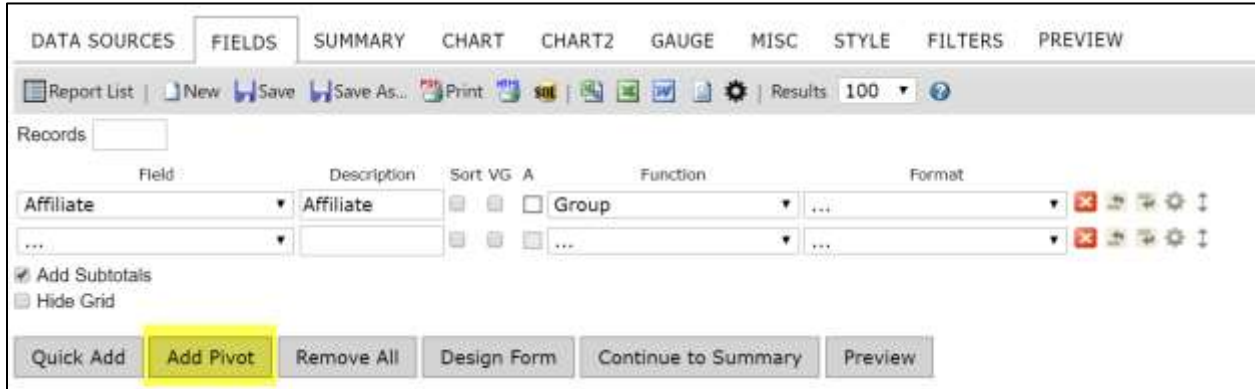 DATA SOURCES FIELDS SUMMARY CHART CHART2 GAUGE MISC STYLE FILTERS PREVIEW
Report List | New Save Save As... Print SQL | | Results 100
Records
Field Description Sort VG A Function Format
Affiliate Affiliate Group ...
... ... ...
Add Subtotals
Hide Grid
Quick Add Add Pivot Remove All Design Form Continue to Summary Preview